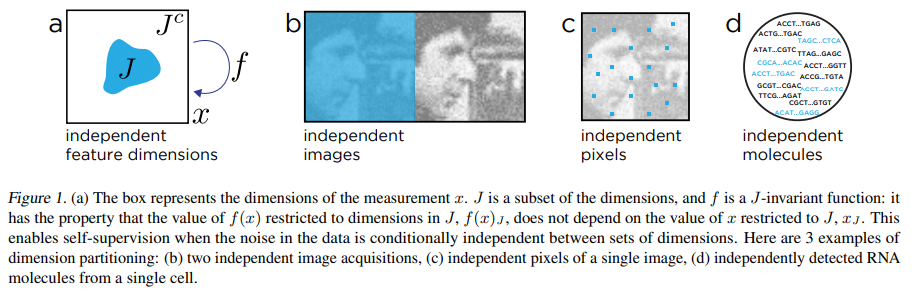 a
J
J^c
f
x
independent
feature dimensions
b
independent
images
c
independent
pixels
d
ACCT...TGAG
ACTG...TGAC
TAGC...CTCA
ATAT...CGTC
TTAG...GAGC
CGCA...ACAC
ACCT...GGTT
ACCT...TGAC
ACCG...TGTA
GCGT...CGAC
ACCT...GATG
TTCG...AGAT
CGCT...GTGT
ACAT...GAGG
independent
molecules
Figure 1. (a) The box represents the dimensions of the measurement x. J is a subset of the dimensions, and f is a J-invariant function: it
has the property that the value of f(x) restricted to dimensions in J, f(x)_J, does not depend on the value of x restricted to J, x_J. This
enables self-supervision when the noise in the data is conditionally independent between sets of dimensions. Here are 3 examples of
dimension partitioning: (b) two independent image acquisitions, (c) independent pixels of a single image, (d) independently detected RNA
molecules from a single cell.